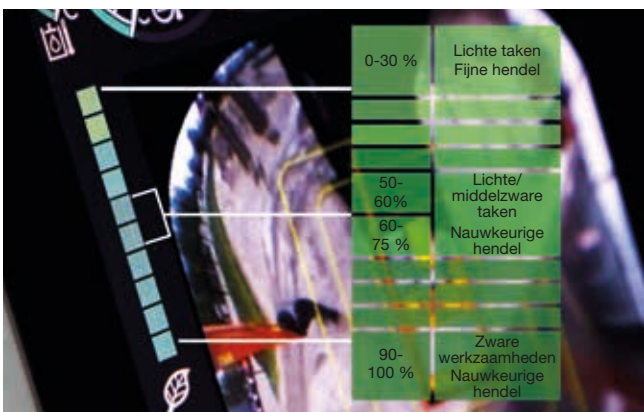 0-30 %
Lichte taken
Fijne hendel
50-
60%
Lichte/
middelzware
taken
60-
75 %
Nauwkeurige
hendel
90-
100 %
Zware
werkzaamheden
Nauwkeurige
hendel